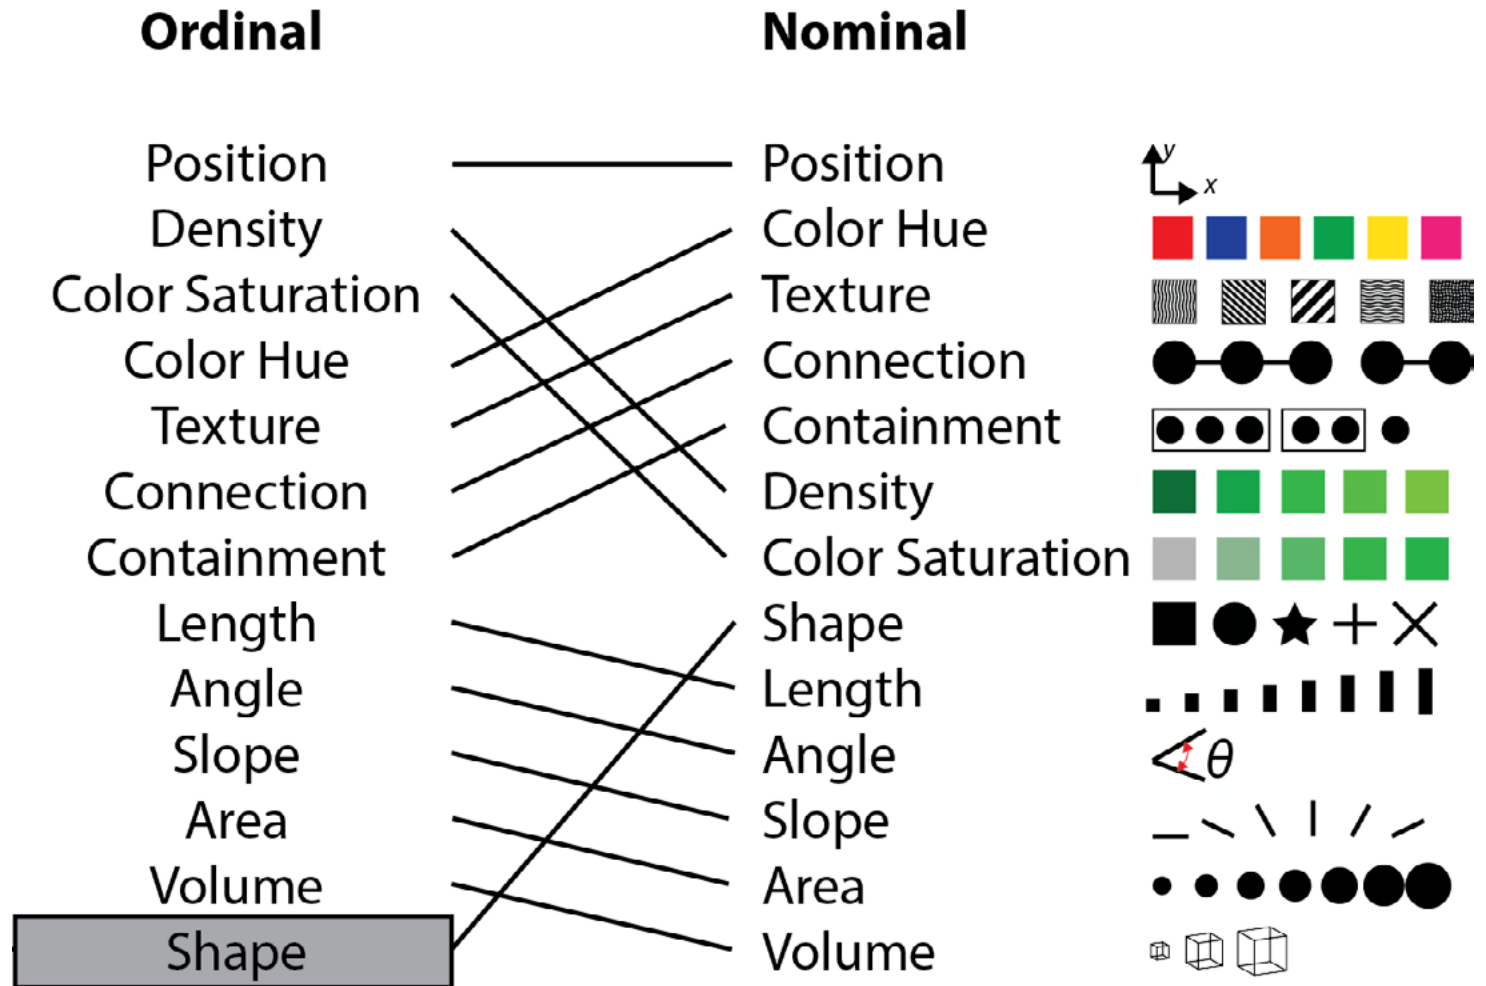 Ordinal Nominal
Position Position y x
Density Color Hue
Color Saturation Texture
Color Hue Connection
Texture Containment
Connection Density
Containment Color Saturation
Length Shape
Angle Length
Slope Angle θ
Area Slope
Volume Area
Shape Volume